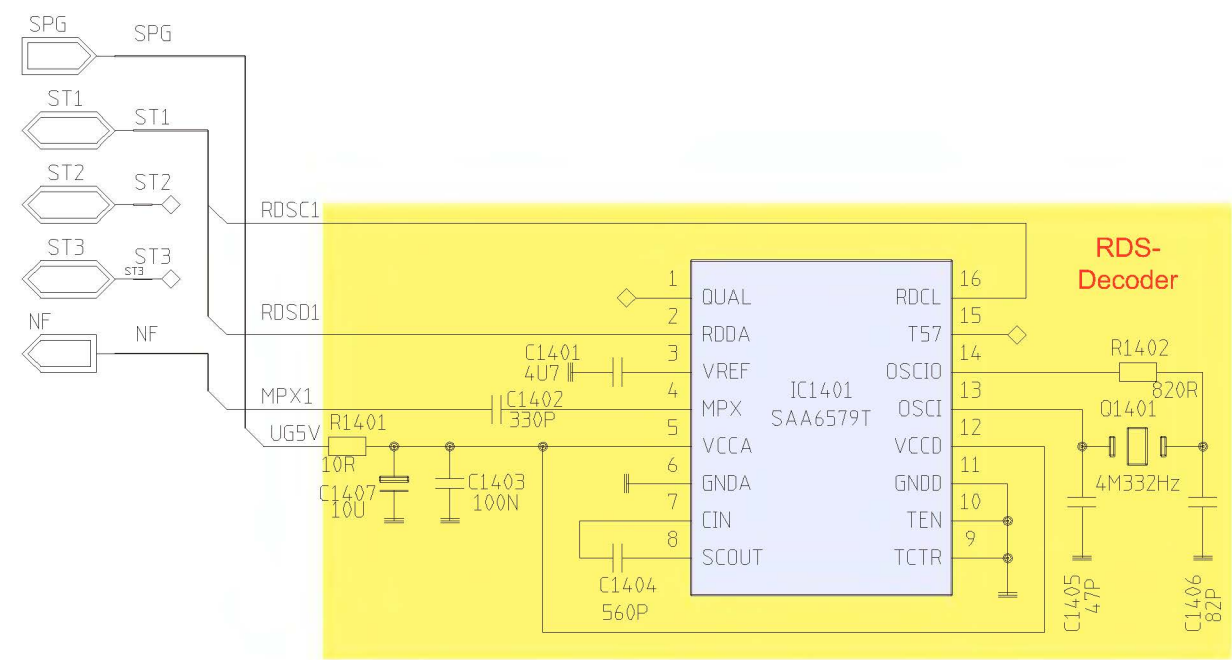 SPG
SPG
ST1
ST1
ST2
ST2
ST3
ST3
ST3
NF
NF
RDSC1
RDSD1
MPX1
UG5V
RDS-
Decoder
R1401
10R
C1407
10U
C1403
100N
C1401
4U7
C1402
330P
C1404
560P
1
QUAL
2
RDDA
3
VREF
4
MPX
5
VCCA
6
GNDA
7
CIN
8
SCOUT
IC1401
SAA6579T
16
RDCL
15
T57
14
OSCIO
13
OSCI
12
VCCD
11
GNDD
10
TEN
9
TCTR
R1402
820R
Q1401
4M332Hz
C1405
47P
C1406
82P